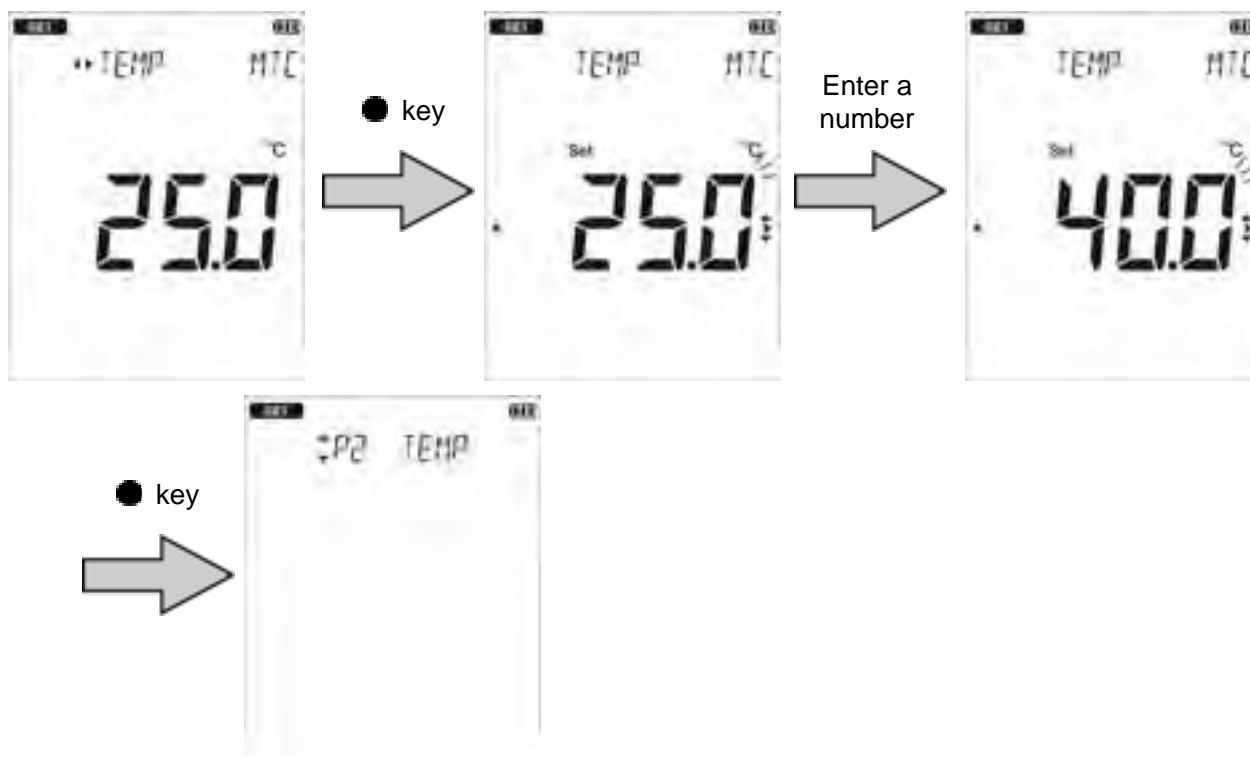 TEMP MTC
°C
25.0
● key
TEMP MTC
Set °C
25.0
Enter a
number
TEMP MTC
Set °C
40.0
● key
P2 TEMP